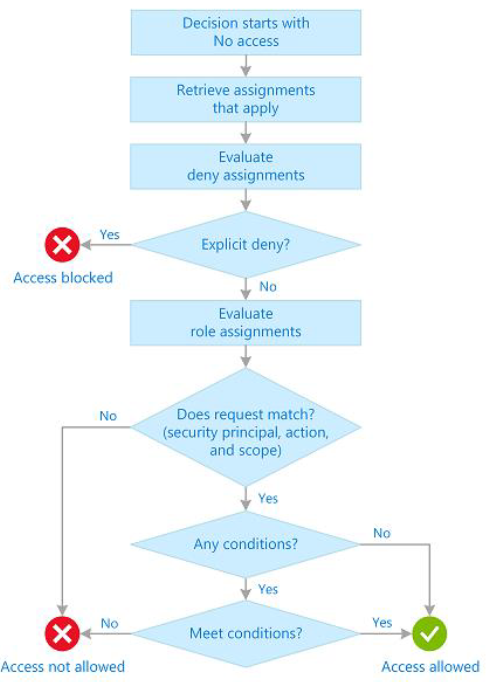 Decision starts with
No access
Retrieve assignments
that apply
Evaluate
deny assignments
Yes
Explicit deny?
Access blocked
No
Evaluate
role assignments
No
Does request match?
(security principal, action,
and scope)
Yes
Any conditions?
No
Yes
No
Meet conditions?
Yes
Access not allowed
Access allowed